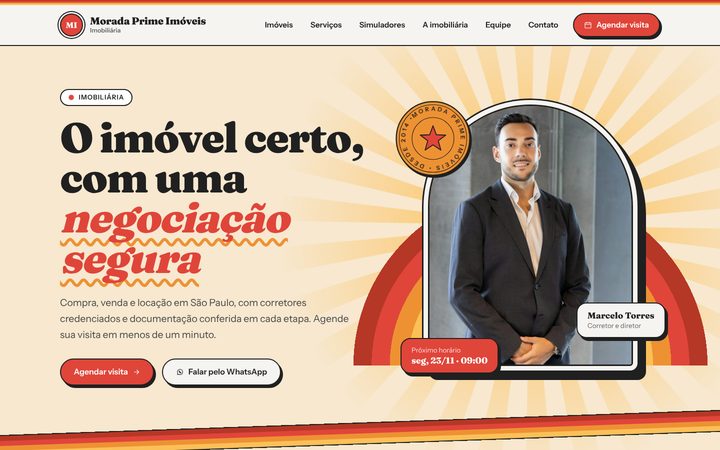 MI
Morada Prime Imóveis
Imobiliária
Imóveis
Serviços
Simuladores
A imobiliária
Equipe
Contato
Agendar visita
IMOBILIÁRIA
O imóvel certo,
com uma
negociação
segura
Compra, venda e locação em São Paulo, com corretores
credenciados e documentação conferida em cada etapa. Agende
sua visita em menos de um minuto.
Agendar visita →
Falar pelo WhatsApp
MORADA PRIME IMÓVEIS • DESDE 2014 •
Marcelo Torres
Corretor e diretor
Próximo horário
seg, 23/11 · 09:00